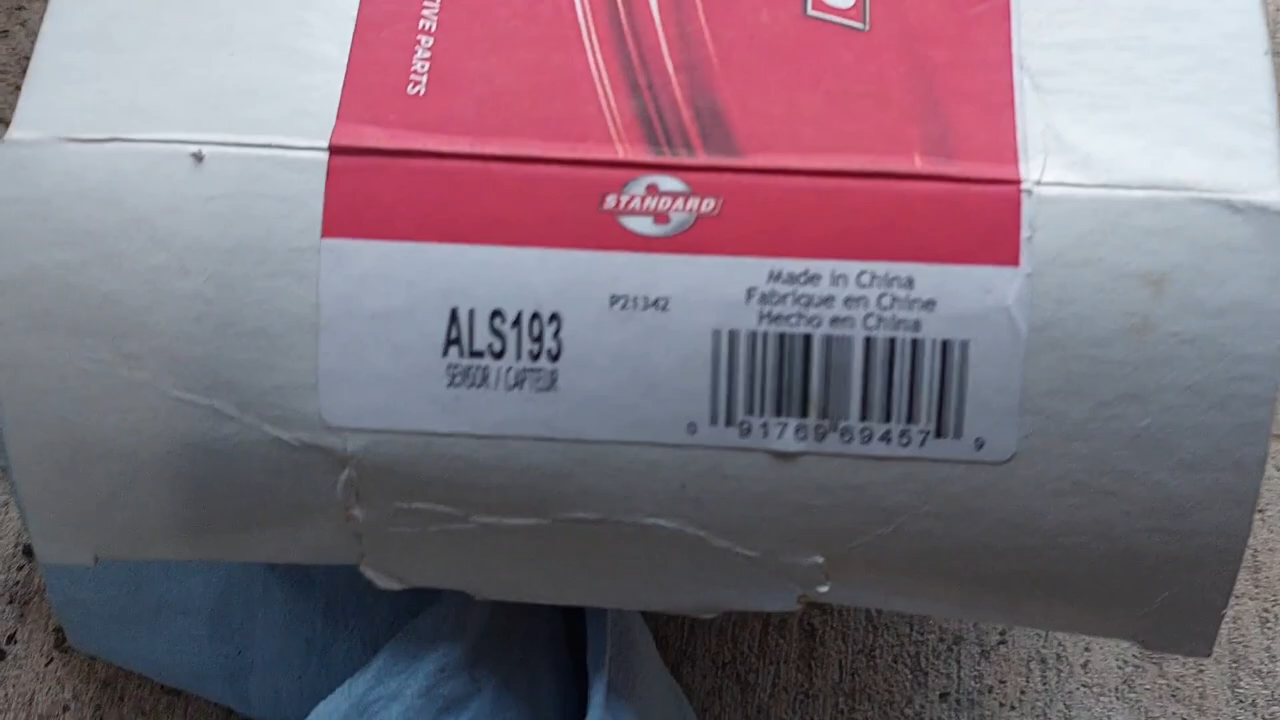 TIVE PARTS
STANDARD
Made in China
Fabrique en Chine
Hecho en China
P21342
ALS193
SENSOR / CAPTEUR
0 91769 69457 9